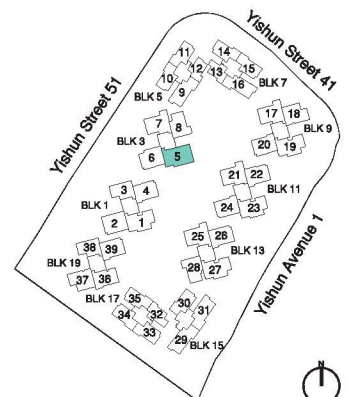 Yishun Street 51
Yishun Street 41
Yishun Avenue 1
11
12
10
9
BLK 5
14
15
13
16
BLK 7
7
8
BLK 3
6
5
17
18
BLK 9
20
19
21
22
BLK 11
24
23
3
4
BLK 1
2
1
25
26
BLK 13
28
27
38
39
BLK 19
37
36
BLK 17
35
34
32
33
30
31
29
BLK 15
N